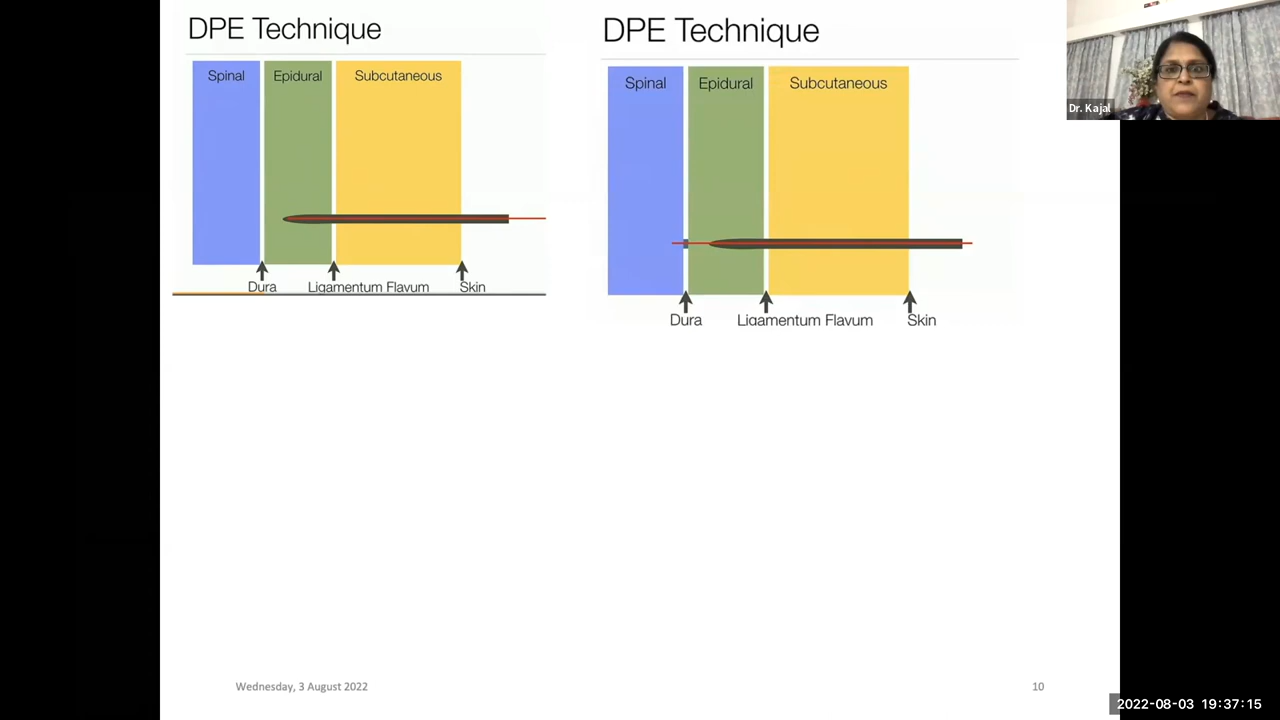 DPE Technique
Spinal Epidural Subcutaneous
Dura Ligamentum Flavum Skin
DPE Technique
Spinal Epidural Subcutaneous
Dura Ligamentum Flavum Skin
Dr. Kajal
Wednesday, 3 August 2022
10
2022-08-03 19:37:15